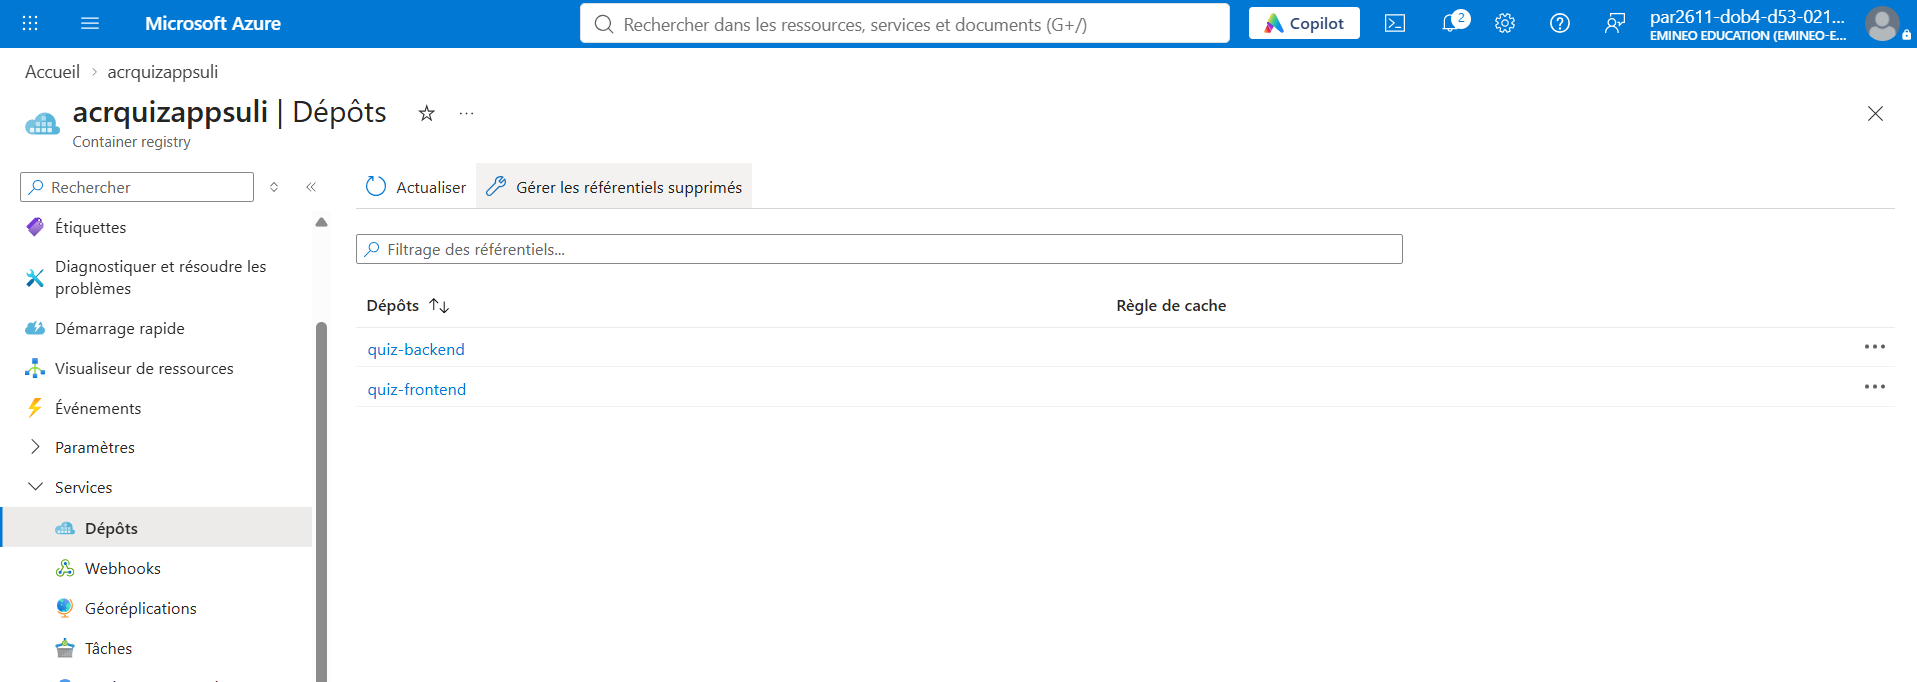 Microsoft Azure
Rechercher dans les ressources, services et documents (G+/)
Copilot
2
par2611-dob4-d53-021...
EMINEO EDUCATION (EMINEO-E...
Accueil > acrquizappsuli
acrquizappsuli | Dépôts
Container registry
Rechercher
Actualiser
Gérer les référentiels supprimés
Étiquettes
Diagnostiquer et résoudre les
problèmes
Démarrage rapide
Visualiseur de ressources
Événements
Paramètres
Services
Dépôts
Webhooks
Géoréplications
Tâches
Filtrage des référentiels...
Dépôts
Règle de cache
quiz-backend
quiz-frontend